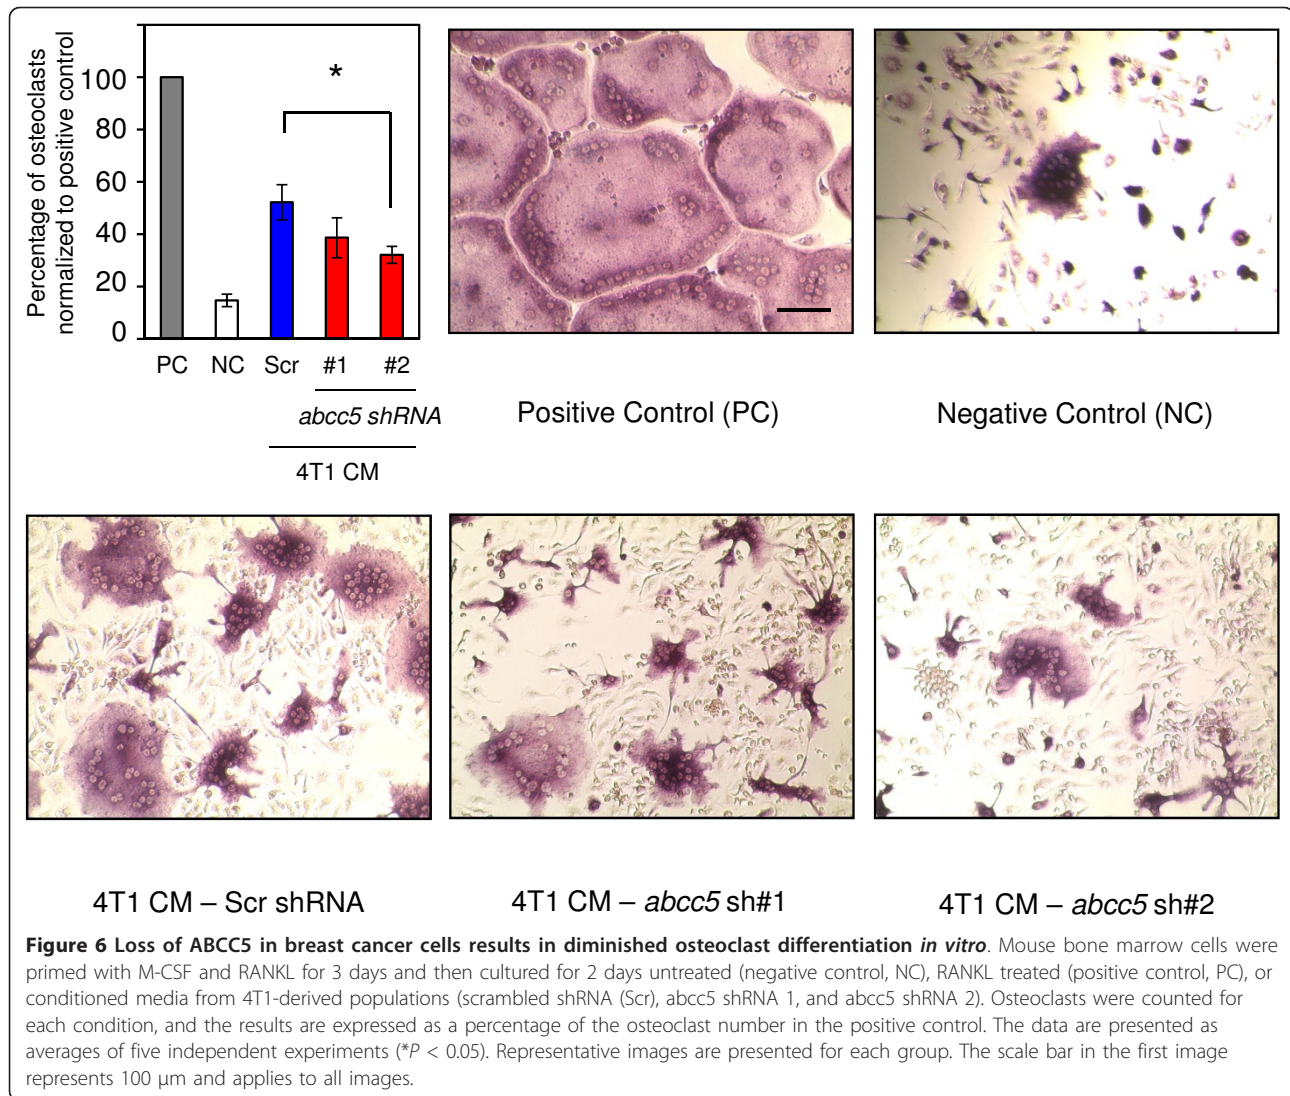 Percentage of osteoclasts
normalized to positive control
100
80
60
40
20
0
*
PC NC Scr #1 #2
abcc5 shRNA
4T1 CM
Positive Control (PC)
Negative Control (NC)
4T1 CM – Scr shRNA
4T1 CM – abcc5 sh#1
4T1 CM – abcc5 sh#2
Figure 6 Loss of ABCC5 in breast cancer cells results in diminished osteoclast differentiation in vitro. Mouse bone marrow cells were
primed with M-CSF and RANKL for 3 days and then cultured for 2 days untreated (negative control, NC), RANKL treated (positive control, PC), or
conditioned media from 4T1-derived populations (scrambled shRNA (Scr), abcc5 shRNA 1, and abcc5 shRNA 2). Osteoclasts were counted for
each condition, and the results are expressed as a percentage of the osteoclast number in the positive control. The data are presented as
averages of five independent experiments (*P < 0.05). Representative images are presented for each group. The scale bar in the first image
represents 100 μm and applies to all images.